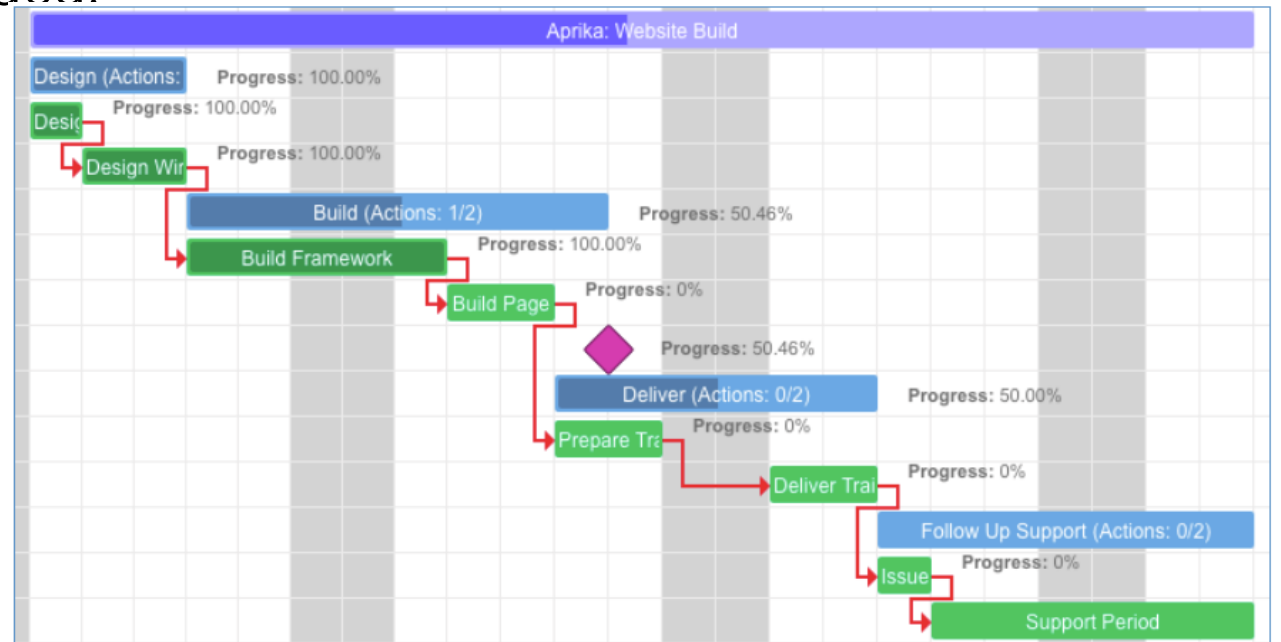 Aprika: Website Build
Design (Actions: Progress: 100.00%
Desig Progress: 100.00%
Design Wir Progress: 100.00%
Build (Actions: 1/2) Progress: 50.46%
Build Framework Progress: 100.00%
Build Page Progress: 0%
Progress: 50.46%
Deliver (Actions: 0/2) Progress: 50.00%
Prepare Tra Progress: 0%
Deliver Trai Progress: 0%
Follow Up Support (Actions: 0/2)
Issue Progress: 0%
Support Period